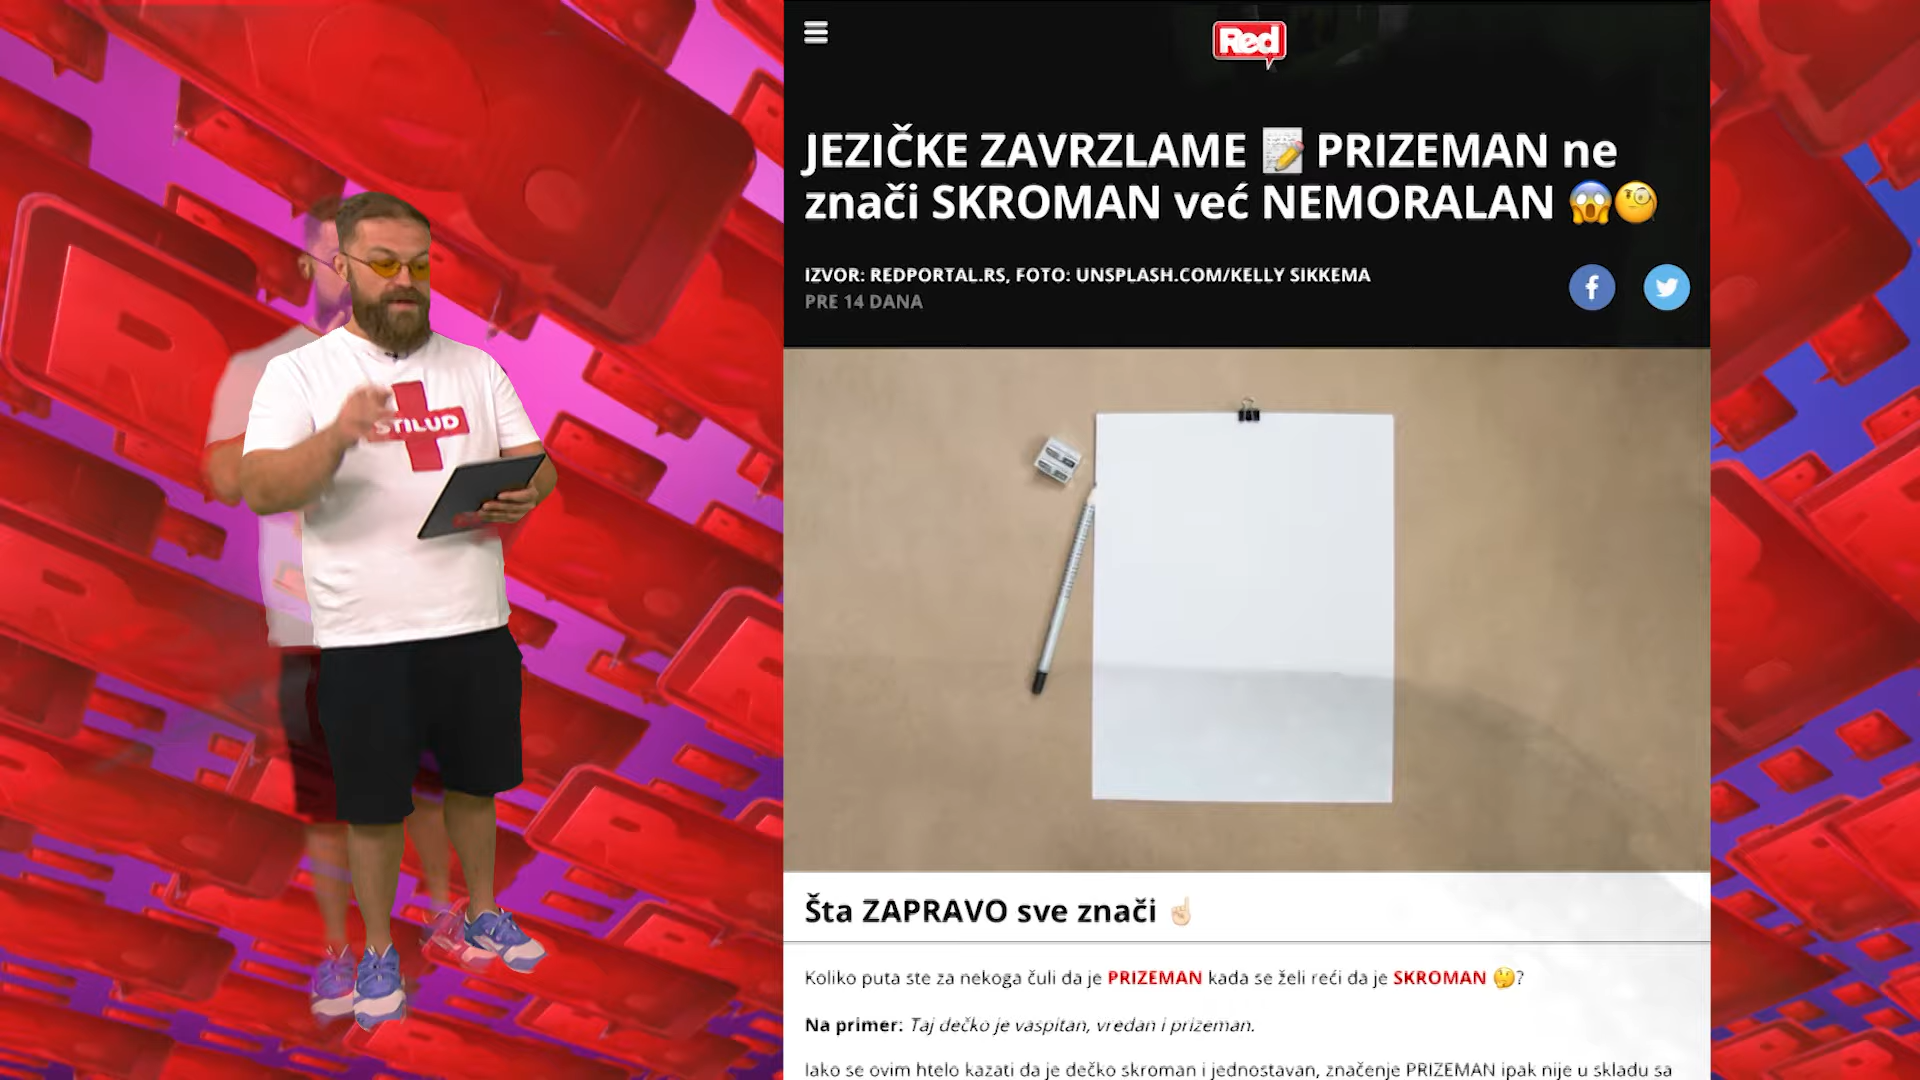 Red
JEZIČKE ZAVRZLAME 📝 PRIZEMAN ne
znači SKROMAN već NEMORALAN 😱🧐
IZVOR: REDPORTAL.RS, FOTO: UNSPLASH.COM/KELLY SIKKEMA
PRE 14 DANA
STILUD
Šta ZAPRAVO sve znači ☝🏻
Koliko puta ste za nekoga čuli da je PRIZEMAN kada se želi reći da je SKROMAN 🤔?
Na primer: Taj dečko je vaspitan, vredan i prizeman.
Iako se ovim htelo kazati da je dečko skroman i jednostavan, značenje PRIZEMAN ipak nije u skladu sa